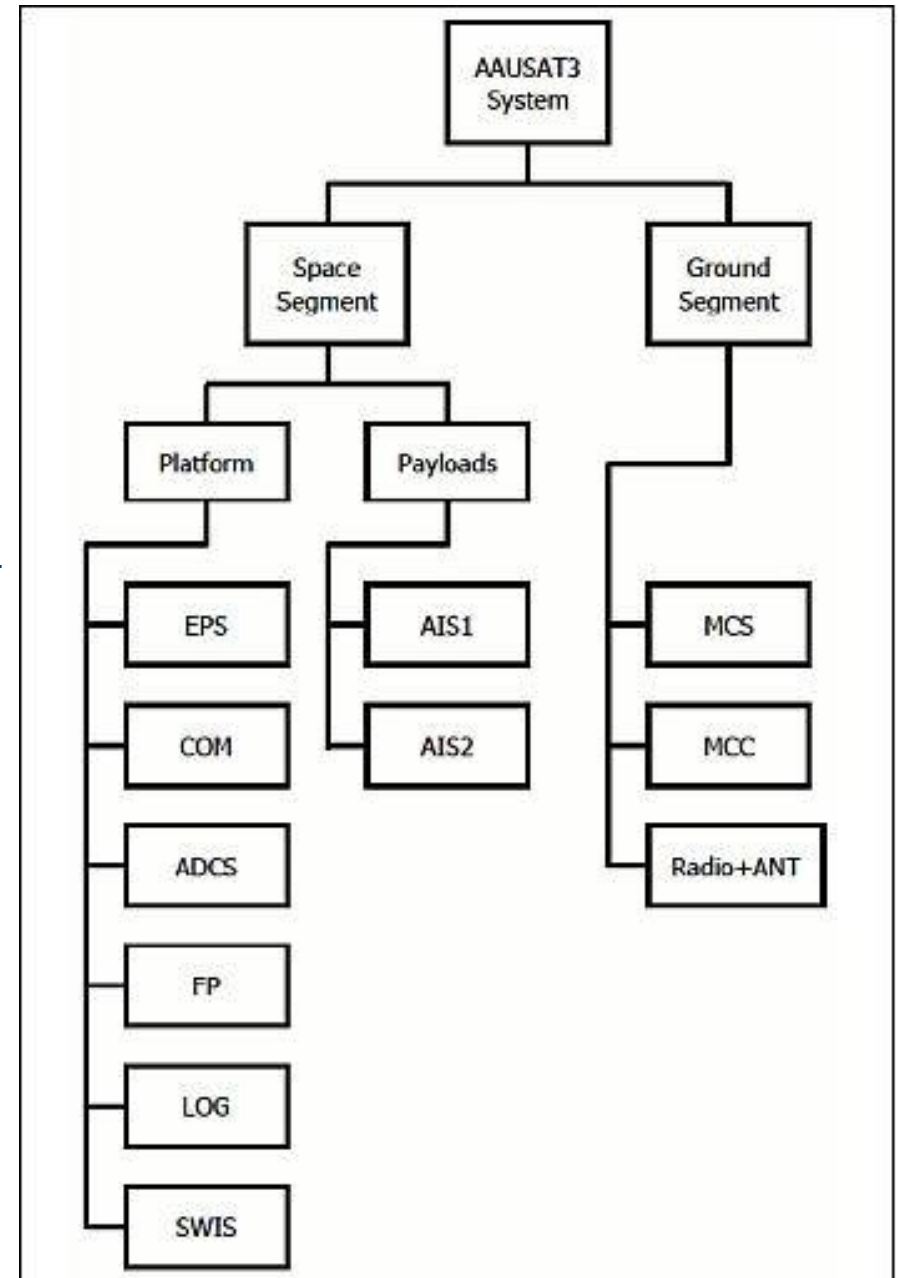 AAUSAT3
System
Space
Segment
Ground
Segment
Platform
Payloads
EPS
AIS1
MCS
COM
AIS2
MCC
ADCS
Radio+ANT
FP
LOG
SWIS